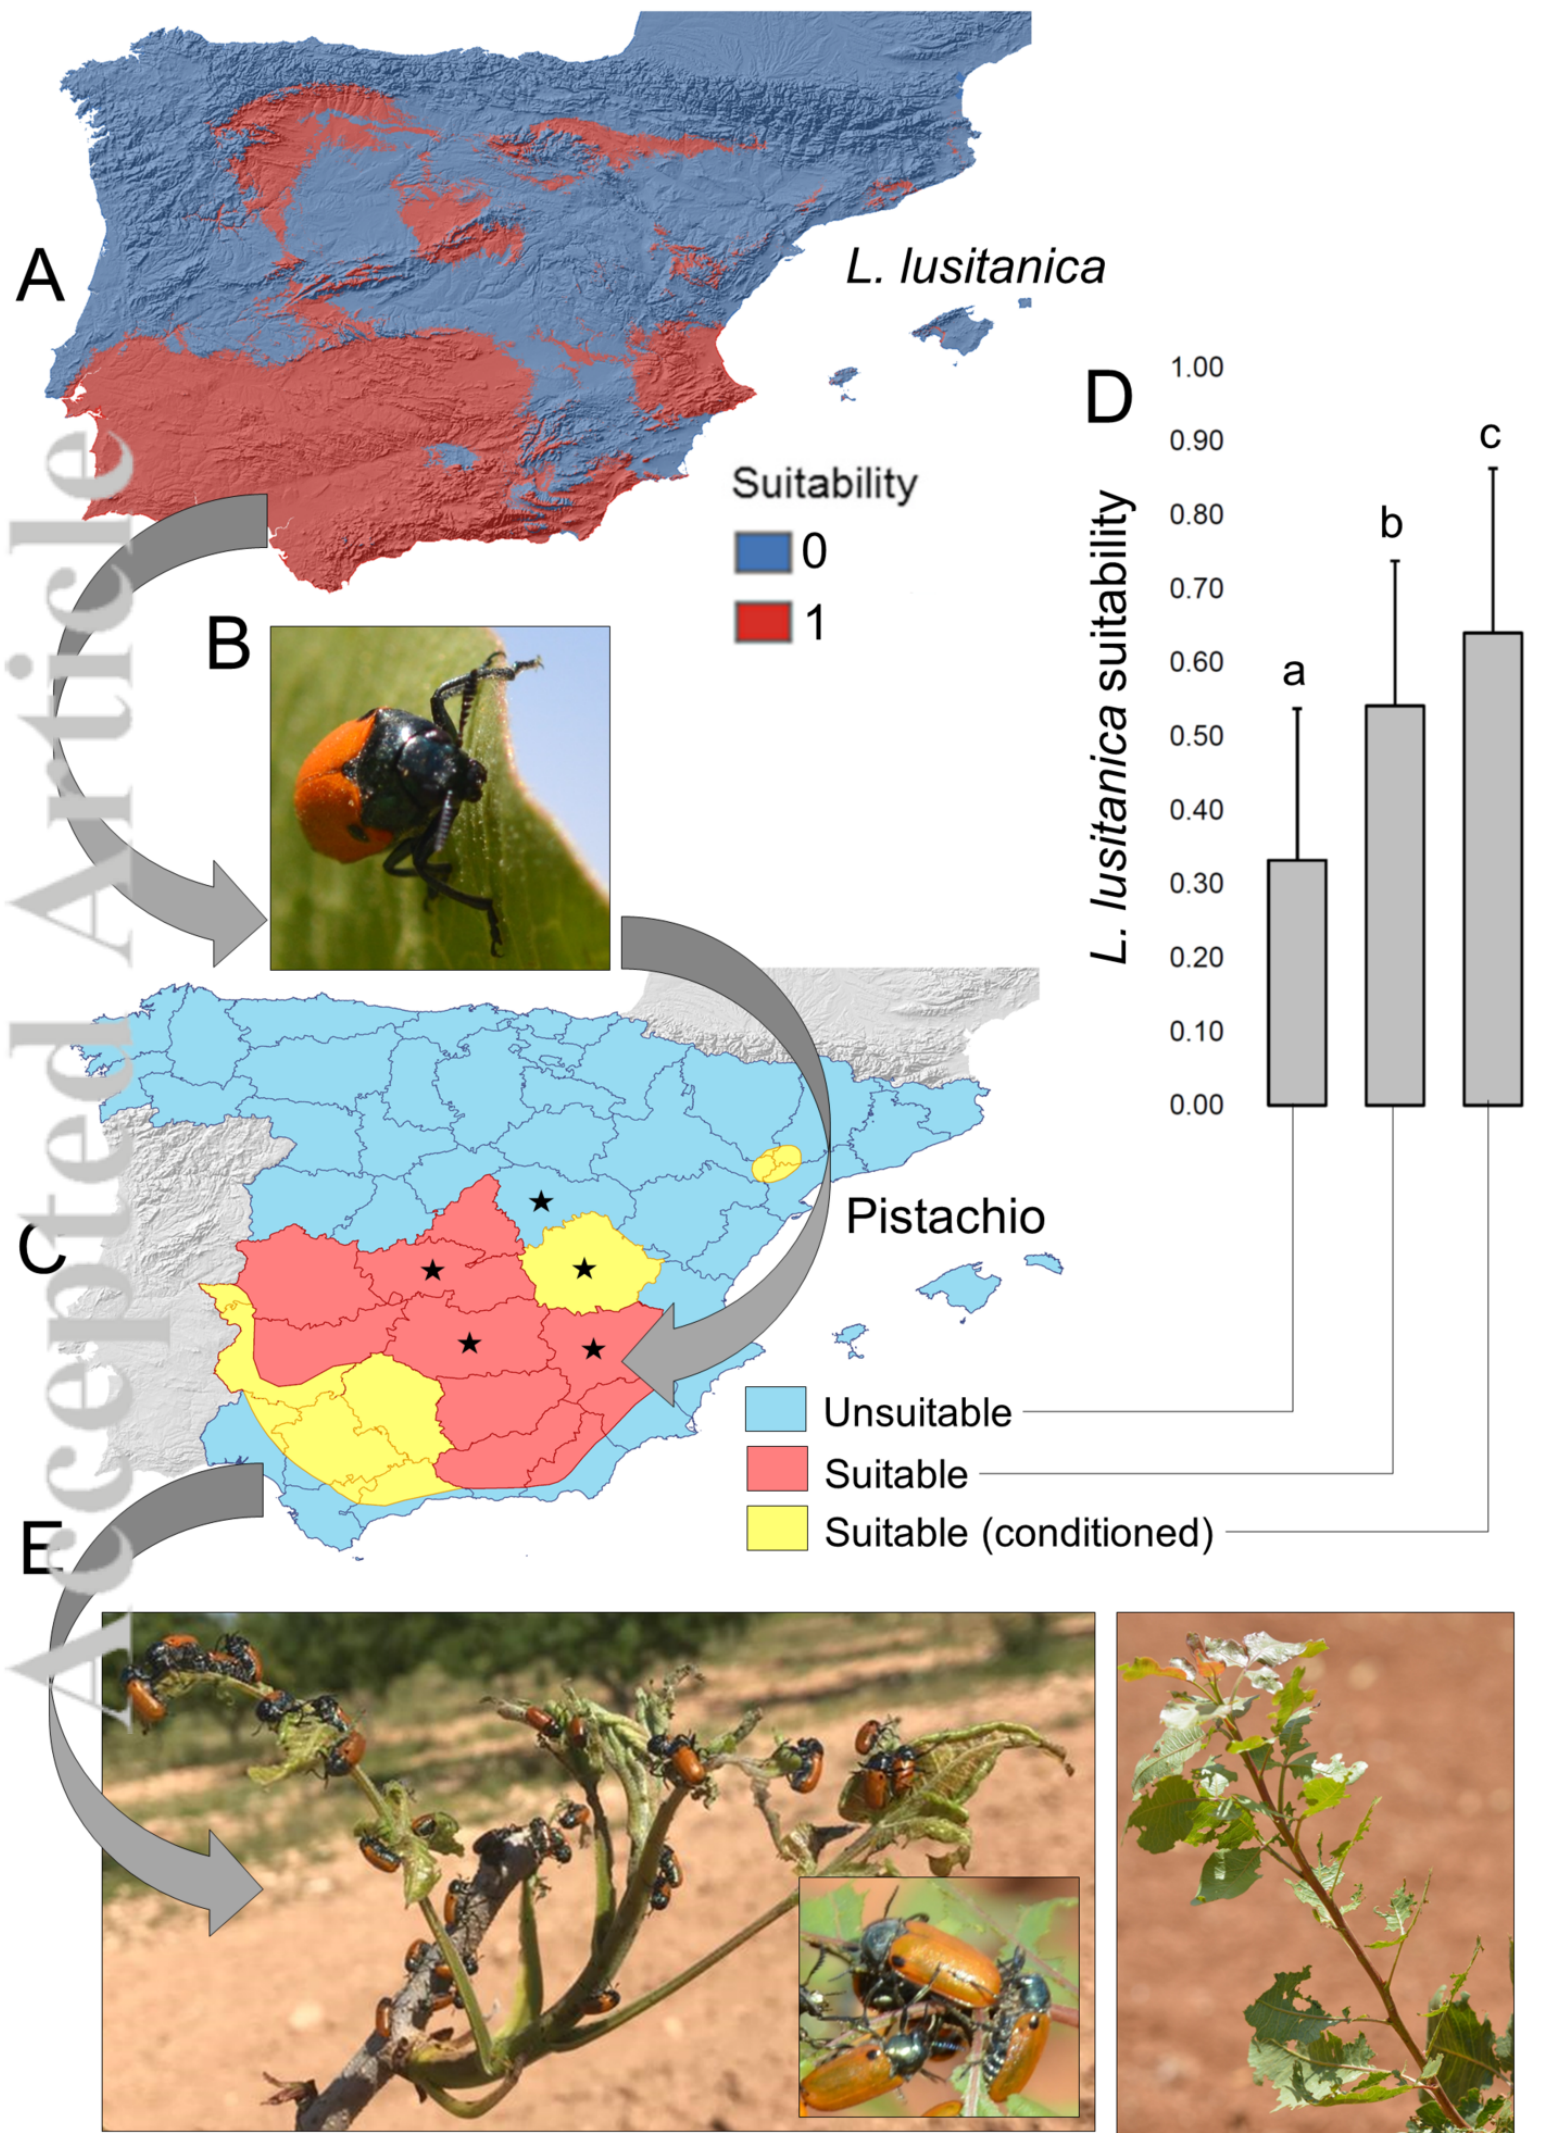 A
L. lusitanica
Suitability
0
1
B
D
L. lusitanica suitability
1.00
0.90
0.80
0.70
0.60
0.50
0.40
0.30
0.20
0.10
0.00
a
b
c
C
Pistachio
Unsuitable
Suitable
Suitable (conditioned)
E
Accepted Article